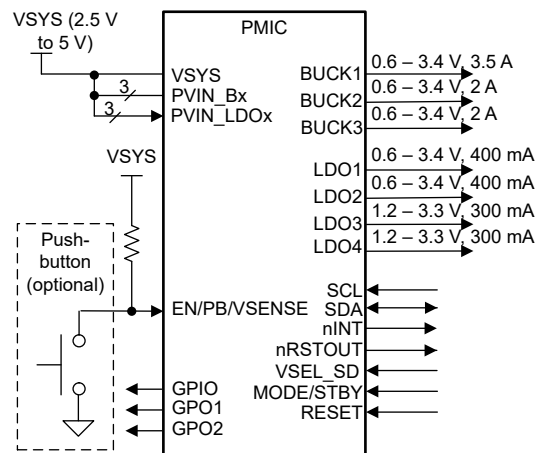 VSYS (2.5 V
to 5 V)
PMIC
VSYS
3
PVIN_Bx
3
PVIN_LDOx
VSYS
Push-
button
(optional)
EN/PB/VSENSE
GPIO
GPO1
GPO2
BUCK1
0.6 – 3.4 V, 3.5 A
BUCK2
0.6 – 3.4 V, 2 A
BUCK3
0.6 – 3.4 V, 2 A
LDO1
0.6 – 3.4 V, 400 mA
LDO2
0.6 – 3.4 V, 400 mA
LDO3
1.2 – 3.3 V, 300 mA
LDO4
1.2 – 3.3 V, 300 mA
SCL
SDA
nINT
nRSTOUT
VSEL_SD
MODE/STBY
RESET